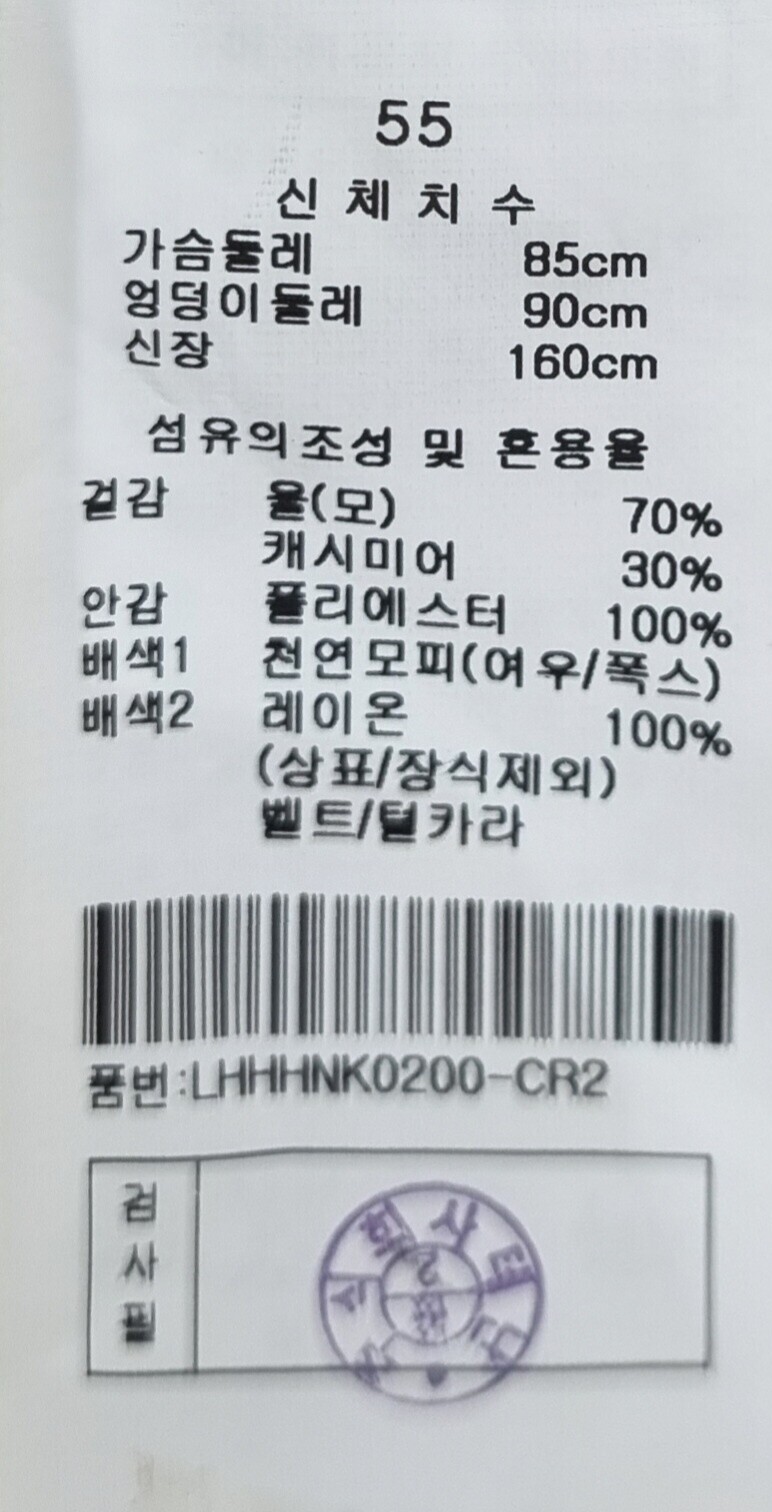 55
신체치수
가슴둘레 85cm
엉덩이둘레 90cm
신장 160cm
섬유의조성 및 혼용율
겉감 울(모) 70%
캐시미어 30%
안감 폴리에스터 100%
배색1 천연모피(여우/폭스)
배색2 레이온 100%
(상표/장식제외)
벨트/털카라
품번:LHHHNK0200-CR2
검사필